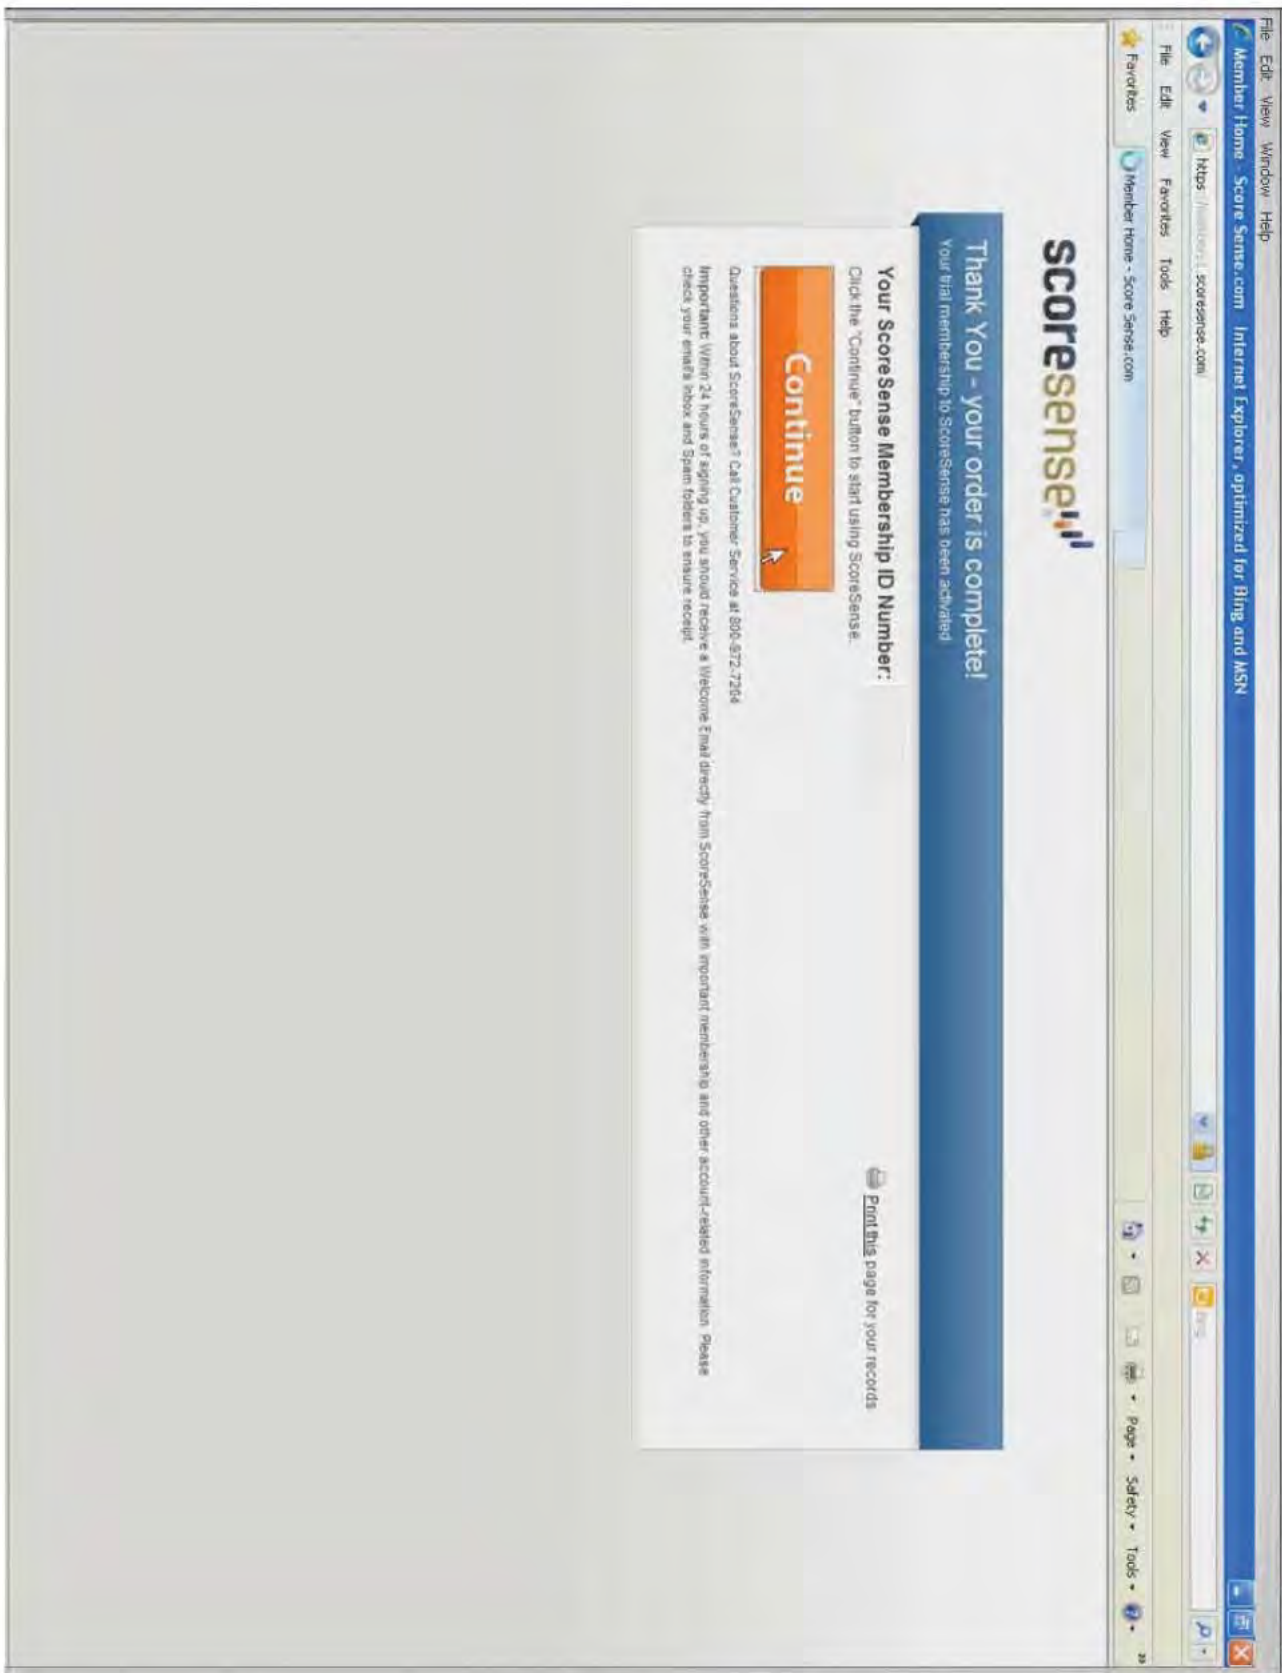 File Edit View Window Help
Member Home - Score Sense.com Internet Explorer, optimized for Bing and MSN
https scoresense.com/
File Edit View Favorites Tools Help
Favorites Member Home - Score Sense.com Page Safety Tools
scoresense
Thank You - your order is complete!
Your trial membership to ScoreSense has been activated
Your ScoreSense Membership ID Number:
Print this page for your records
Click the "Continue" button to start using ScoreSense.
Continue
Questions about ScoreSense? Call Customer Service at 800-972-7204
Important: Within 24 hours of signing up, you should receive a Welcome Email directly from ScoreSense with important membership and other account-related information. Please
check your email's Inbox and Spam folders to ensure receipt.